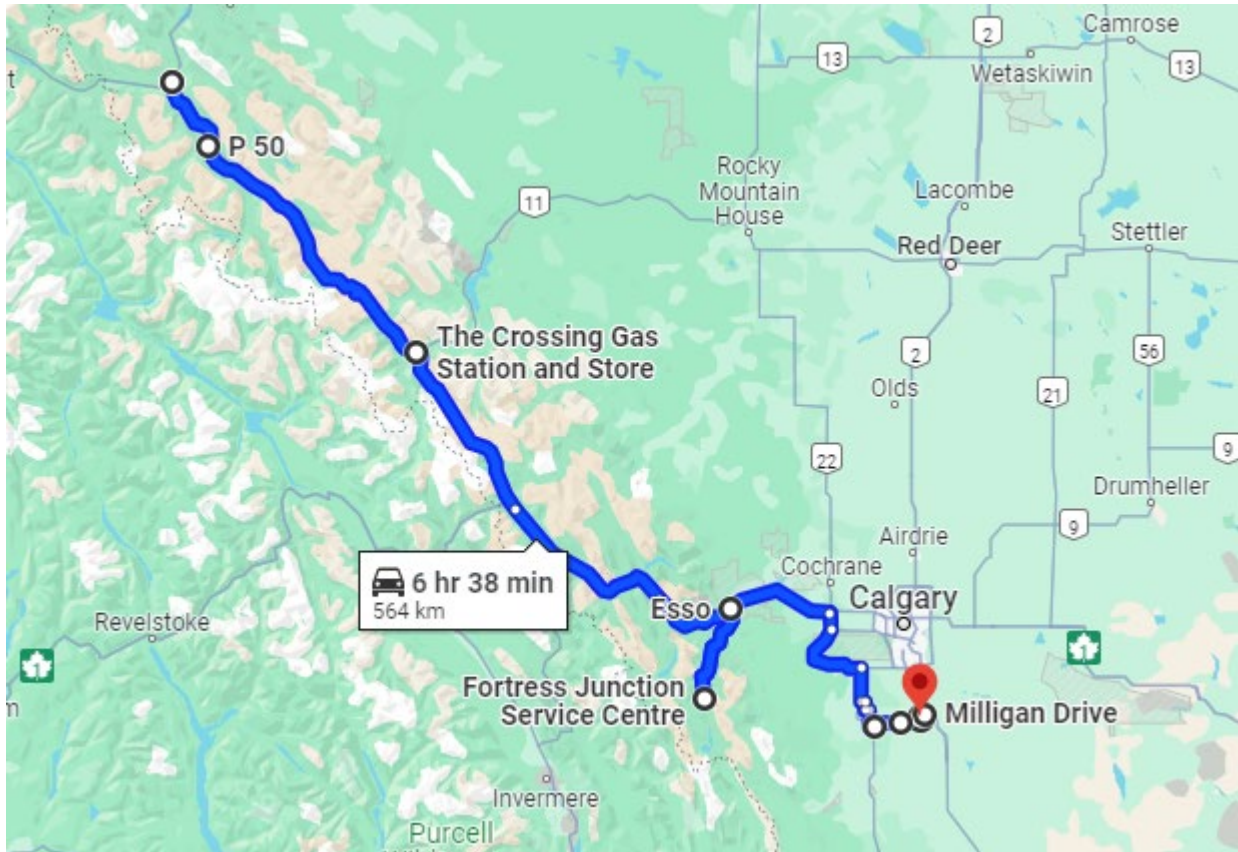 Camrose
2
13
13
Wetaskiwin
t
P 50
Rocky
Mountain
House
11
Lacombe
Red Deer
Stettler
The Crossing Gas
Station and Store
2
56
21
Olds
22
9
Drumheller
9
Airdrie
Cochrane
6 hr 38 min
564 km
Esso
Calgary
Revelstoke
1
1
m
Fortress Junction
Service Centre
Milligan Drive
Invermere
Purcell